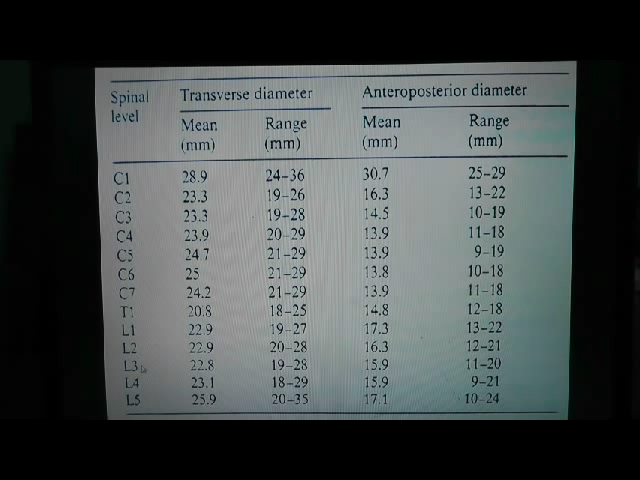 Spinal level Transverse diameter Anteroposterior diameter
Mean (mm) Range (mm) Mean (mm) Range (mm)
C1 28.9 24-36 30.7 25-29
C2 23.3 19-26 16.3 13-22
C3 23.3 19-28 14.5 10-19
C4 23.9 20-29 13.9 11-18
C5 24.7 21-29 13.9 9-19
C6 25 21-29 13.8 10-18
C7 24.2 21-29 13.9 11-18
T1 20.8 18-25 14.8 12-18
L1 22.9 19-27 17.3 13-22
L2 22.9 20-28 16.3 12-21
L3 22.8 19-28 15.9 11-20
L4 23.1 18-29 15.9 9-21
L5 25.9 20-35 17.1 10-24